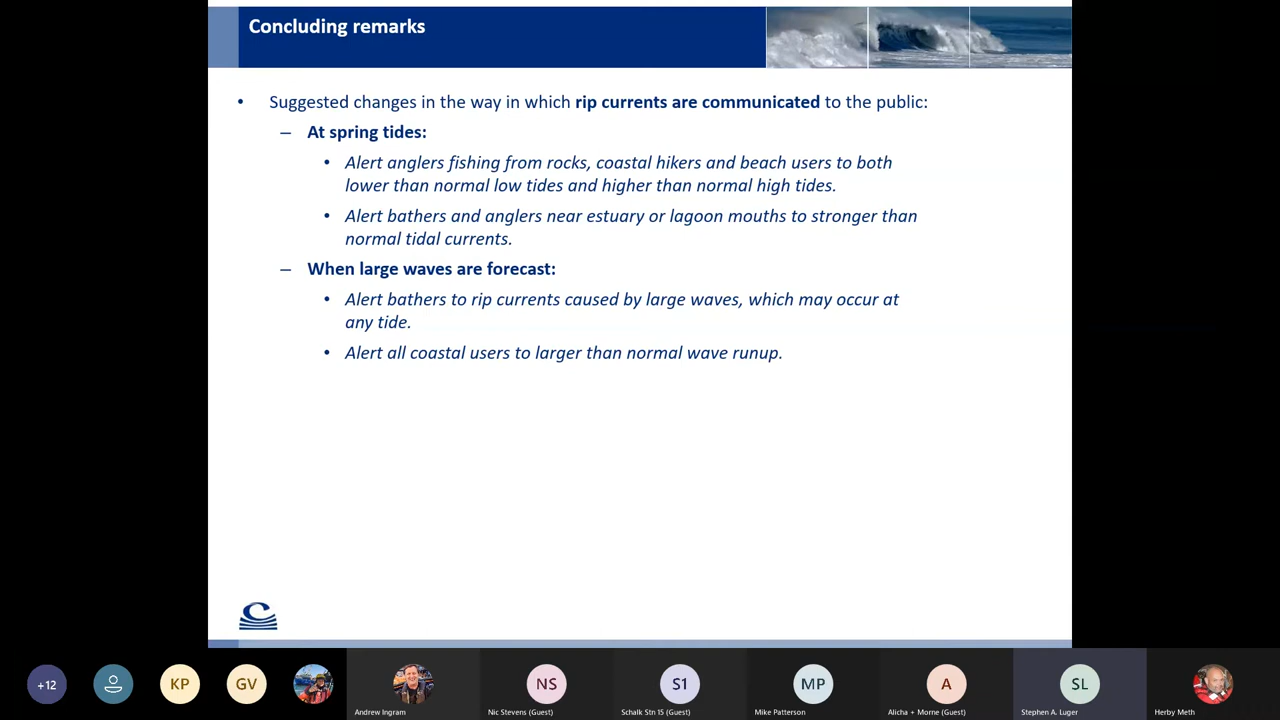 Concluding remarks
• Suggested changes in the way in which rip currents are communicated to the public:
– At spring tides:
• Alert anglers fishing from rocks, coastal hikers and beach users to both
lower than normal low tides and higher than normal high tides.
• Alert bathers and anglers near estuary or lagoon mouths to stronger than
normal tidal currents.
– When large waves are forecast:
• Alert bathers to rip currents caused by large waves, which may occur at
any tide.
• Alert all coastal users to larger than normal wave runup.
+12
KP
GV
NS
S1
MP
A
SL
Andrew Ingram
Nic Stevens (Guest)
Schalk Stn 15 (Guest)
Mike Patterson
Alicha + Morne (Guest)
Stephen A. Luger
Herby Meth